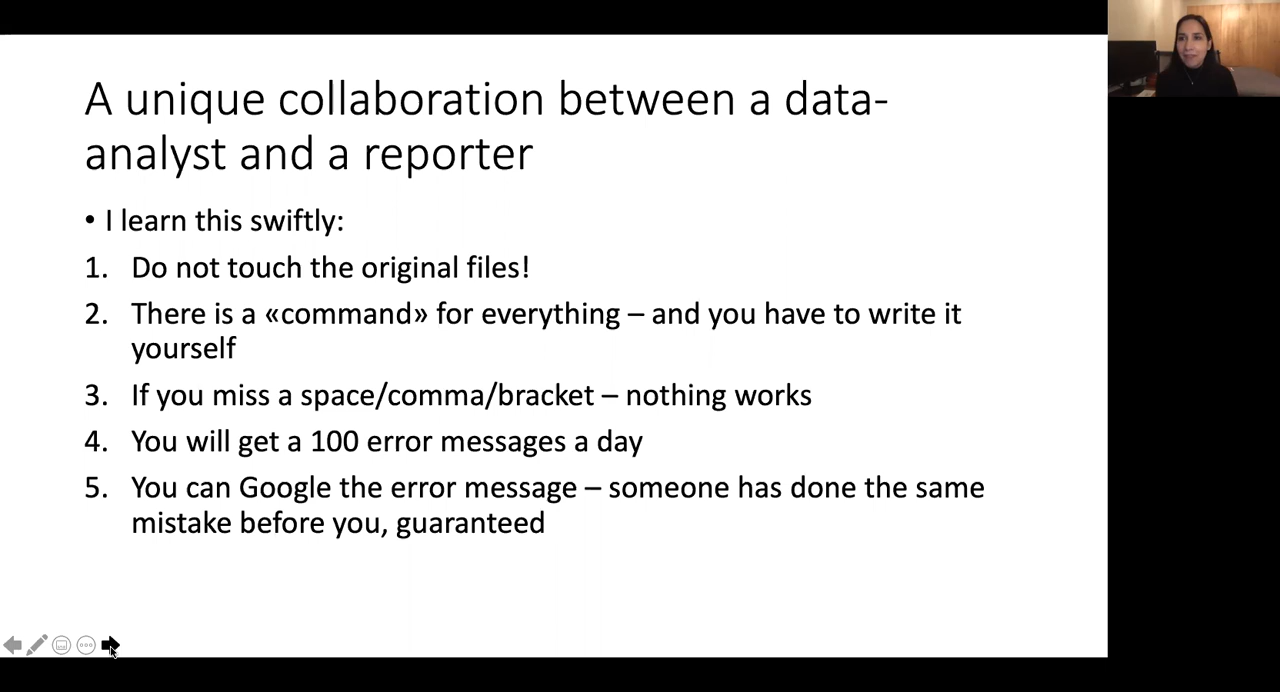 A unique collaboration between a data-
analyst and a reporter
• I learn this swiftly:
1. Do not touch the original files!
2. There is a «command» for everything – and you have to write it
yourself
3. If you miss a space/comma/bracket – nothing works
4. You will get a 100 error messages a day
5. You can Google the error message – someone has done the same
mistake before you, guaranteed